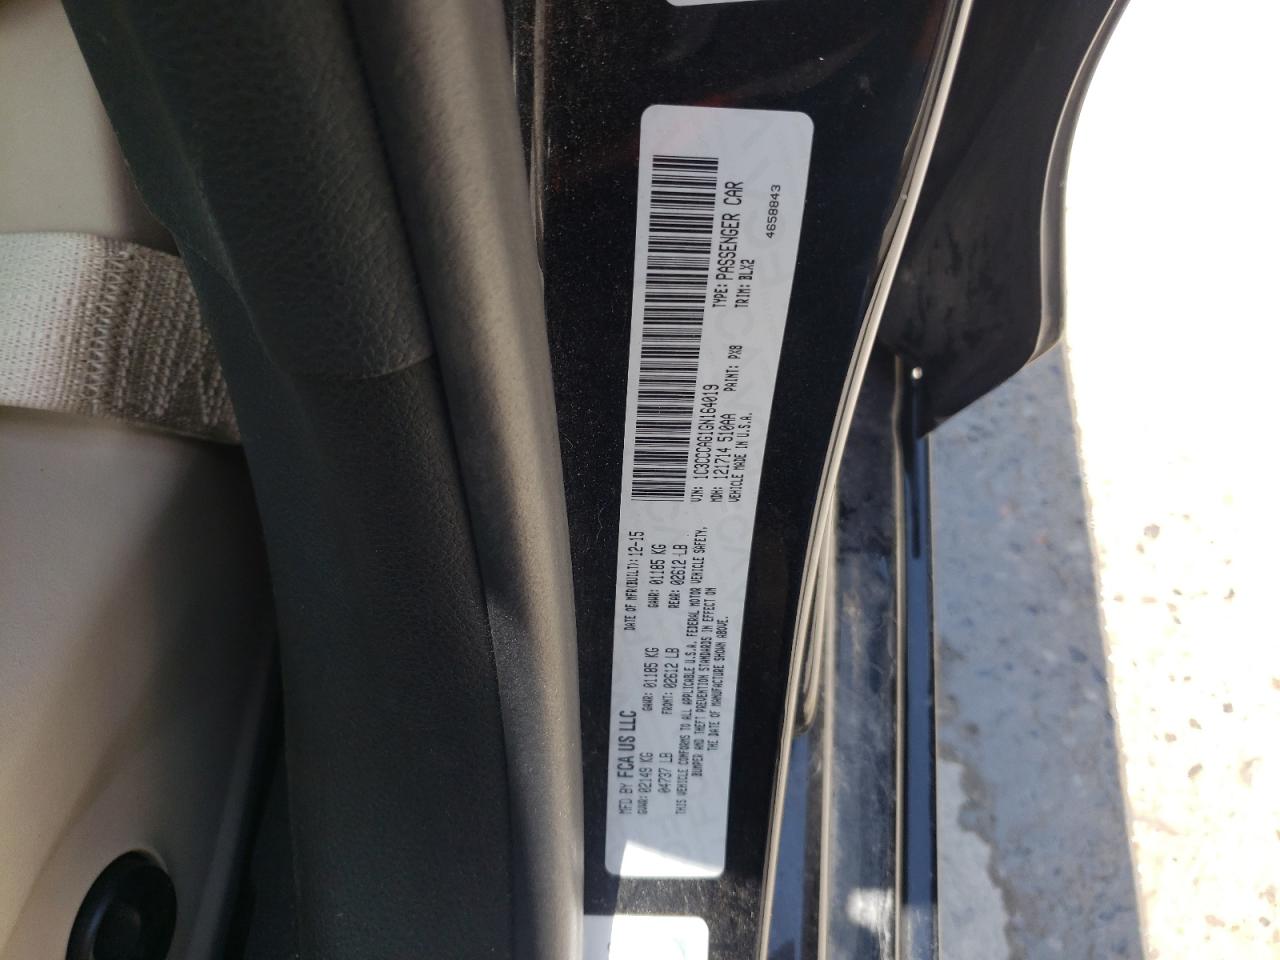 MFD BY FCA US LLC DATE OF MFR(BUILT): 12-15
GVWR: 02149 KG GAWR: 01185 KG GAWR: 01185 KG
04737 LB FRONT: 02612 LB REAR: 02612 LB
THIS VEHICLE CONFORMS TO ALL APPLICABLE U.S.A. FEDERAL MOTOR VEHICLE SAFETY,
BUMPER AND THEFT PREVENTION STANDARDS IN EFFECT ON
THE DATE OF MANUFACTURE SHOWN ABOVE.
VIN: 1C3CCCAG1GN164019 TYPE: PASSENGER CAR
MDH: 121714 510AA PAINT: PX8 TRIM: BLX2
VEHICLE MADE IN U.S.A.
4658843